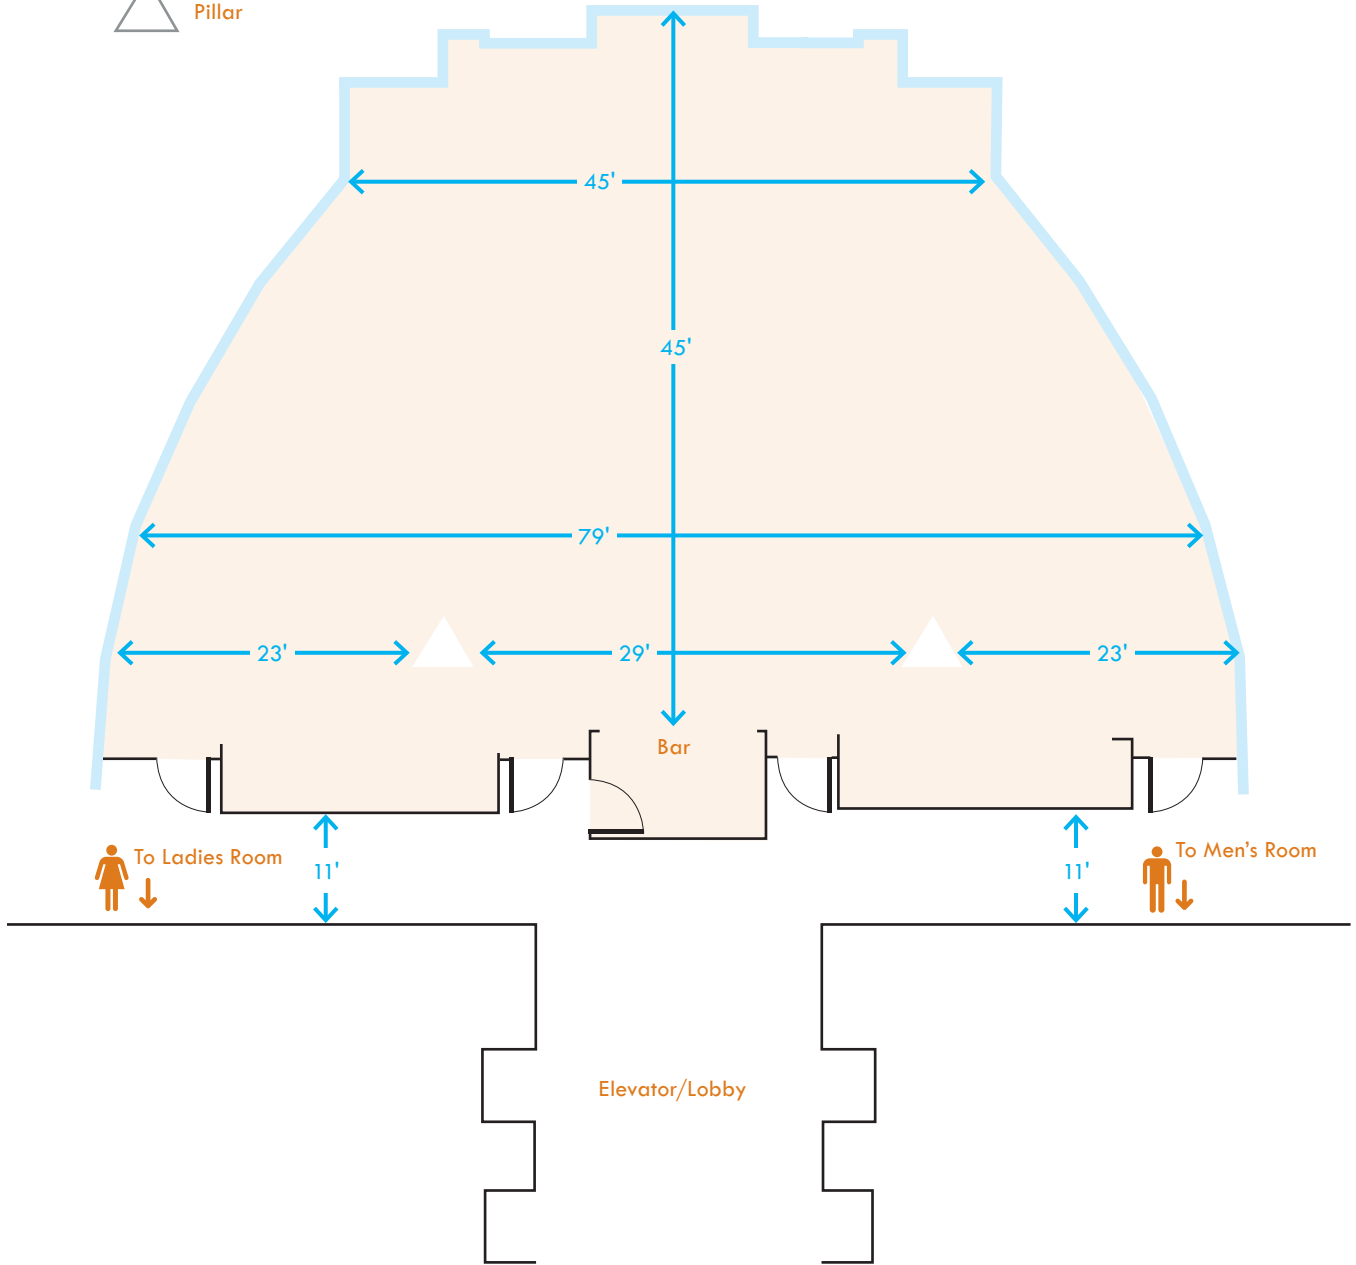 Pillar
45'
45'
79'
23'
29'
23'
Bar
To Ladies Room
11'
11'
To Men's Room
Elevator/Lobby